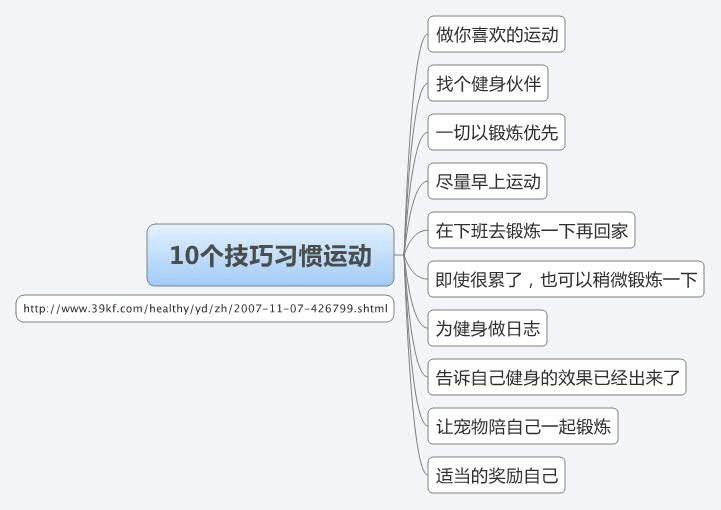 10个技巧习惯运动
http://www.39kf.com/healthy/yd/zh/2007-11-07-426799.shtml
做你喜欢的运动
找个健身伙伴
一切以锻炼优先
尽量早上运动
在下班去锻炼一下再回家
即使很累了，也可以稍微锻炼一下
为健身做日志
告诉自己健身的效果已经出来了
让宠物陪自己一起锻炼
适当的奖励自己